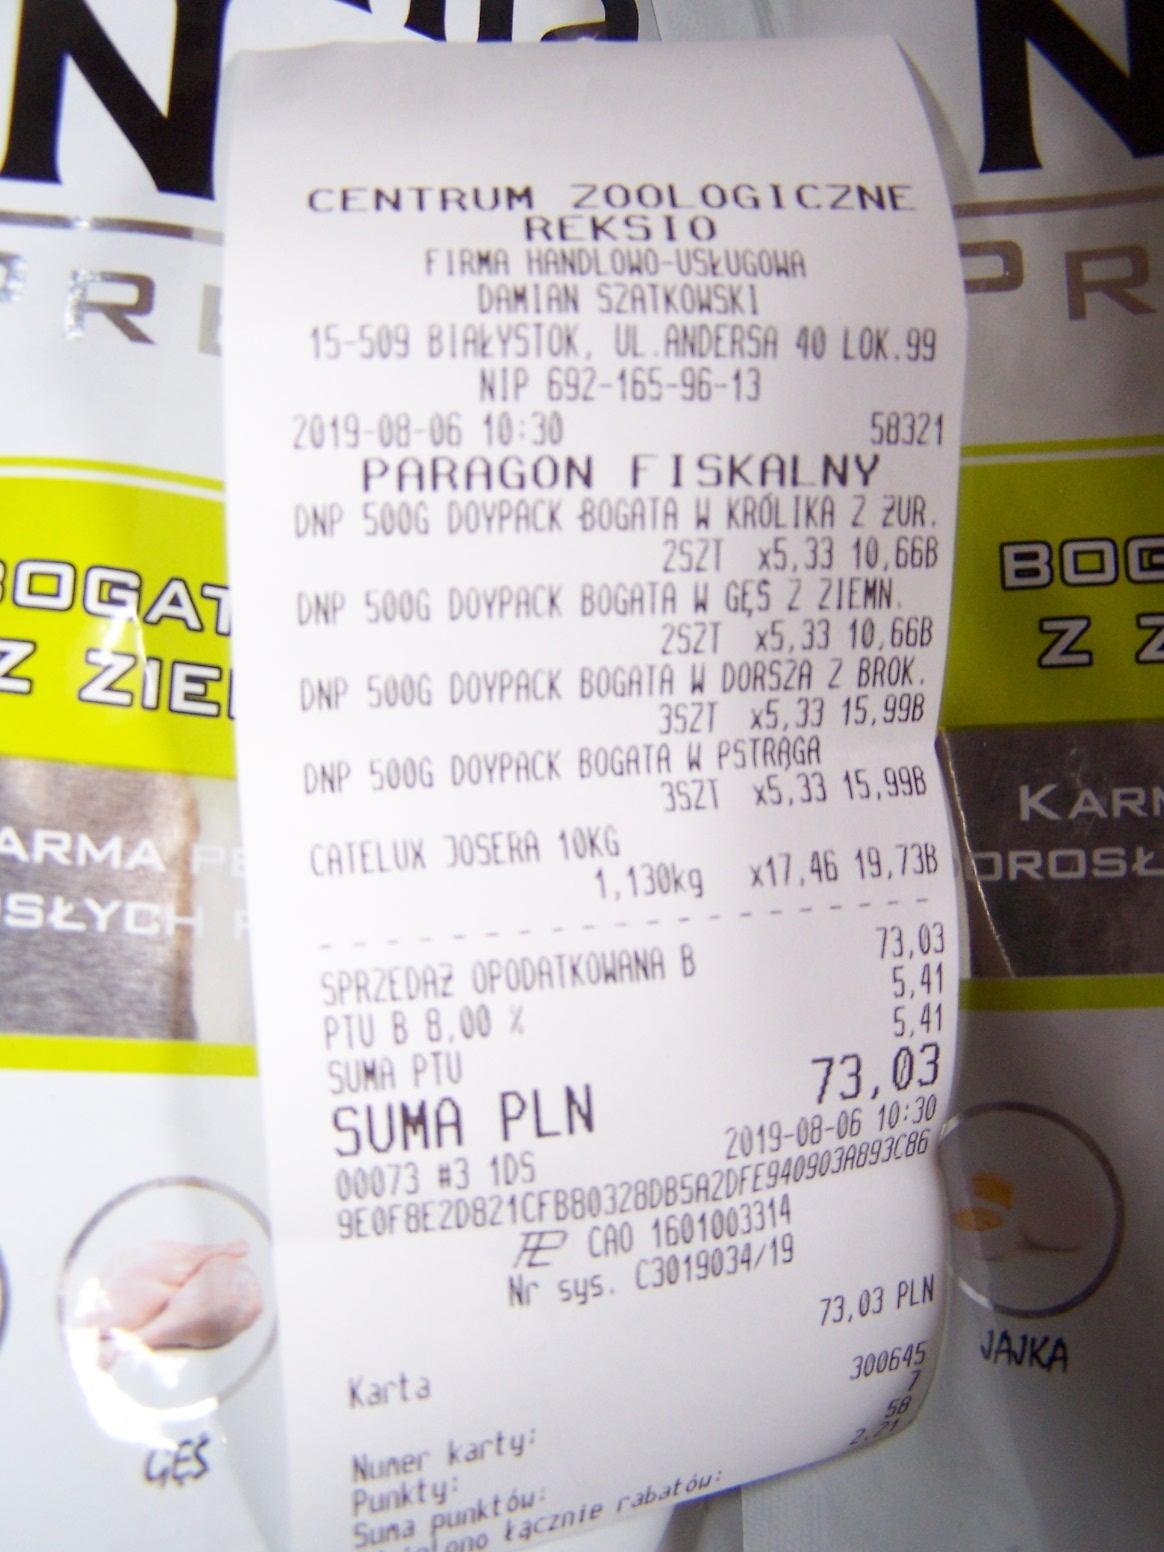 CENTRUM ZOOLOGICZNE
REKSIO
FIRMA HANDLOWO-USŁUGOWA
DAMIAN SZATKOWSKI
15-509 BIAŁYSTOK, UL.ANDERSA 40 LOK.99
NIP 692-165-96-13
2019-08-06 10:30 58321
PARAGON FISKALNY
DNP 500G DOYPACK BOGATA W KRÓLIKA Z ŻUR.
2SZT x5,33 10,66B
DNP 500G DOYPACK BOGATA W GĘŚ Z ZIEMN.
2SZT x5,33 10,66B
DNP 500G DOYPACK BOGATA W DORSZA Z BROK.
3SZT x5,33 15,99B
DNP 500G DOYPACK BOGATA W PSTRĄGA
3SZT x5,33 15,99B
CATELUX JOSERA 10KG
1,130kg x17,46 19,73B
SPRZEDAŻ OPODATKOWANA B 73,03
PTU B 8,00 % 5,41
SUMA PTU 5,41
SUMA PLN 73,03
00073 #3 1DS 2019-08-06 10:30
9E0F8E2D821CFB80328DB5A2DFE940903A893C86
CAO 1601003314
Nr sys. C3019034/19
Karta 73,03 PLN
Numer karty: 300645
Punkty: 7
Suma punktów: 58
łącznie rabatów: 2.21
BOGAT
Z ZIE
ARMA PE
SŁYCH
GĘŚ
PR
BOG
Z Z
KARM
OROSŁ
JAJKA